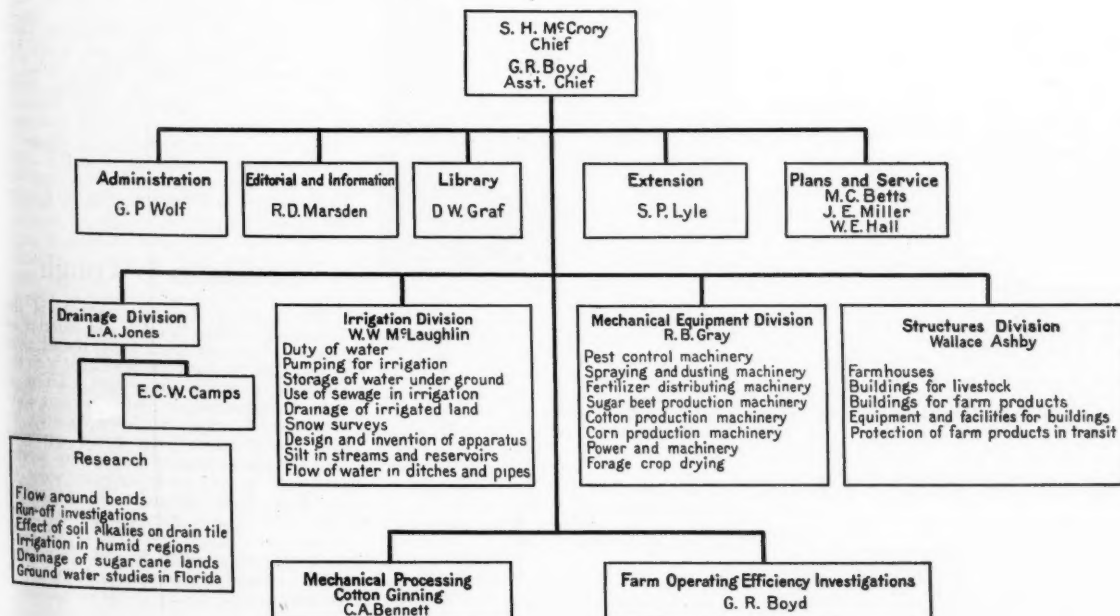 S. H. McCrory
Chief
G.R. Boyd
Asst. Chief
Administration
G. P Wolf
Editorial and Information
R.D. Marsden
Library
D W. Graf
Extension
S. P. Lyle
Plans and Service
M.C. Betts
J. E. Miller
W.E. Hall
Drainage Division
L.A. Jones
E.C.W. Camps
Research
Flow around bends
Run-off investigations
Effect of soil alkalies on drain tile
Irrigation in humid regions
Drainage of sugar cane lands
Ground water studies in Florida
Irrigation Division
W.W McLaughlin
Duty of water
Pumping for irrigation
Storage of water under ground
Use of sewage in irrigation
Drainage of irrigated land
Snow surveys
Design and invention of apparatus
Silt in streams and reservoirs
Flow of water in ditches and pipes
Mechanical Equipment Division
R.B. Gray
Pest control machinery
Spraying and dusting machinery
Fertilizer distributing machinery
Sugar beet production machinery
Cotton production machinery
Corn production machinery
Power and machinery
Forage crop drying
Structures Division
Wallace Ashby
Farmhouses
Buildings for livestock
Buildings for farm products
Equipment and facilities for buildings
Protection of farm products in transit
Mechanical Processing
Cotton Ginning
C.A. Bennett
Farm Operating Efficiency Investigations
G. R. Boyd